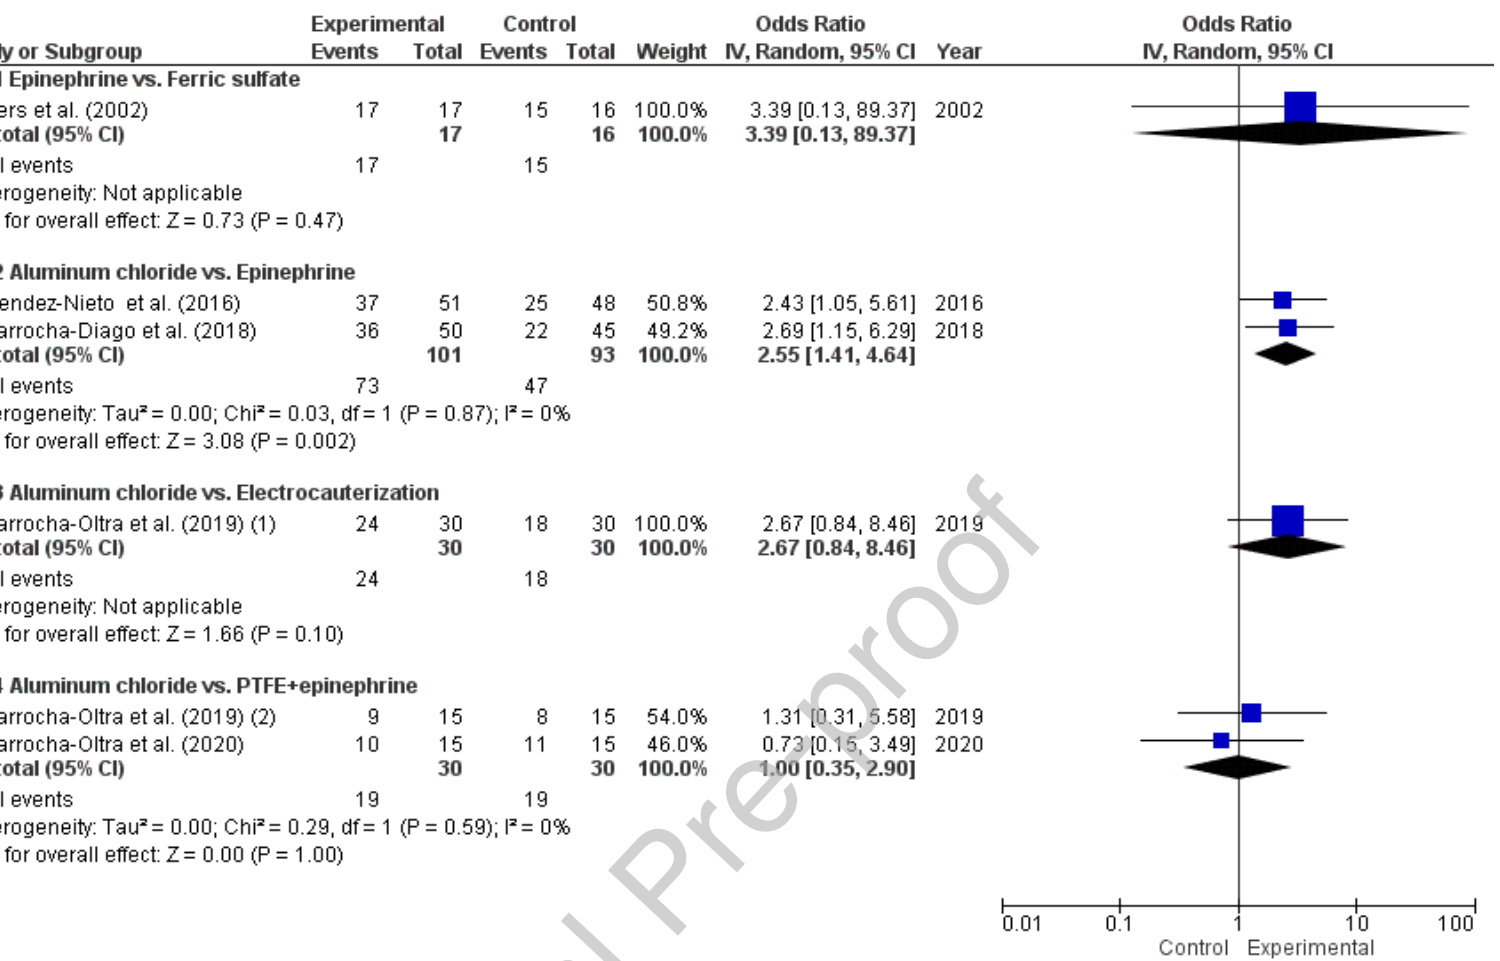 Experimental Control Odds Ratio Odds Ratio
ly or Subgroup Events Total Events Total Weight IV, Random, 95% CI Year IV, Random, 95% CI
Epinephrine vs. Ferric sulfate
ers et al. (2002) 17 17 15 16 100.0% 3.39 [0.13, 89.37] 2002
total (95% CI) 17 16 100.0% 3.39 [0.13, 89.37]
l events 17 15
erogeneity: Not applicable
for overall effect: Z = 0.73 (P = 0.47)
2 Aluminum chloride vs. Epinephrine
endez-Nieto et al. (2016) 37 51 25 48 50.8% 2.43 [1.05, 5.61] 2016
arrocha-Diago et al. (2018) 36 50 22 45 49.2% 2.69 [1.15, 6.29] 2018
total (95% CI) 101 93 100.0% 2.55 [1.41, 4.64]
l events 73 47
erogeneity: Tau² = 0.00; Chi² = 0.03, df = 1 (P = 0.87); I² = 0%
for overall effect: Z = 3.08 (P = 0.002)
3 Aluminum chloride vs. Electrocauterization
arrocha-Oltra et al. (2019) (1) 24 30 18 30 100.0% 2.67 [0.84, 8.46] 2019
total (95% CI) 30 30 100.0% 2.67 [0.84, 8.46]
l events 24 18
erogeneity: Not applicable
for overall effect: Z = 1.66 (P = 0.10)
4 Aluminum chloride vs. PTFE+epinephrine
arrocha-Oltra et al. (2019) (2) 9 15 8 15 54.0% 1.31 [0.31, 5.58] 2019
arrocha-Oltra et al. (2020) 10 15 11 15 46.0% 0.73 [0.15, 3.49] 2020
total (95% CI) 30 30 100.0% 1.00 [0.35, 2.90]
l events 19 19
erogeneity: Tau² = 0.00; Chi² = 0.29, df = 1 (P = 0.59); I² = 0%
for overall effect: Z = 0.00 (P = 1.00)
0.01 0.1 1 10 100
Control Experimental
l Pre-proof